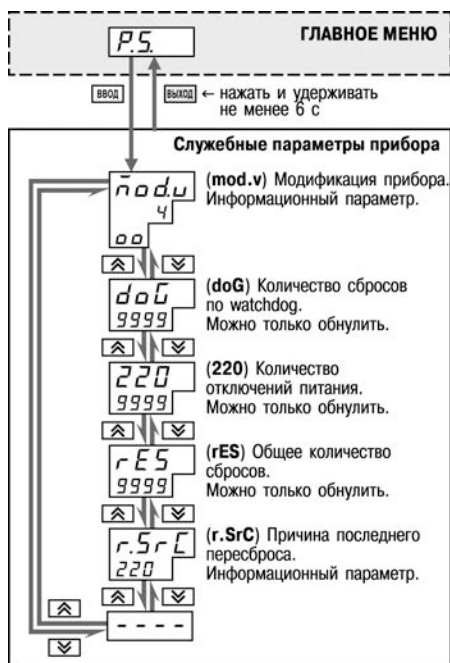 P.S.
ГЛАВНОЕ МЕНЮ
ВВОД
ВЫХОД ← нажать и удерживать
не менее 6 с
Служебные параметры прибора
mod.u
4
oo
(mod.v) Модификация прибора.
Информационный параметр.
doG
9999
(doG) Количество сбросов
по watchdog.
Можно только обнулить.
220
9999
(220) Количество
отключений питания.
Можно только обнулить.
rES
9999
(rES) Общее количество
сбросов.
Можно только обнулить.
r.SrC
220
(r.SrC) Причина последнего
пересброса.
Информационный параметр.
- - - -